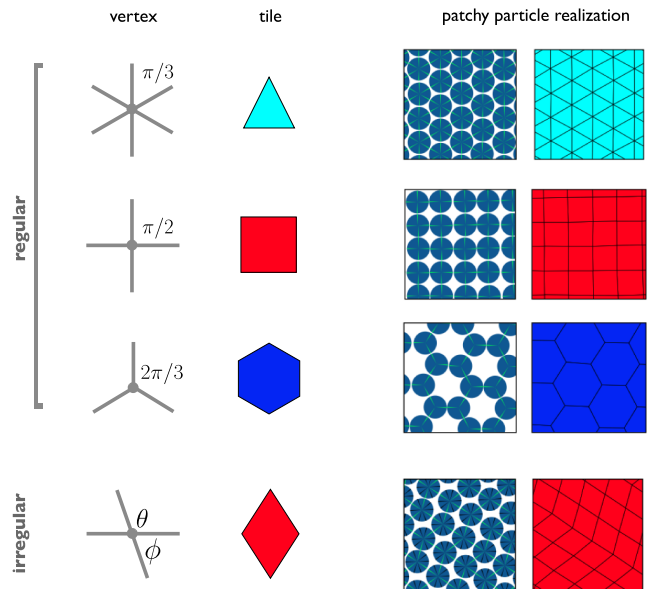 vertex tile patchy particle realization
regular
π/3
π/2
2π/3
irregular
θ
ϕ